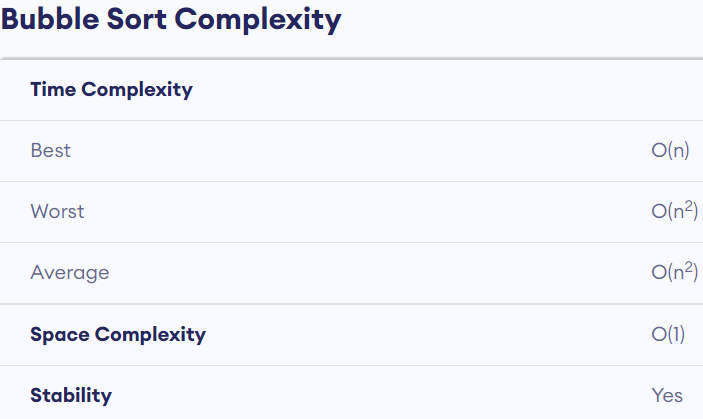 Bubble Sort Complexity
Time Complexity
Best O(n)
Worst O(n²)
Average O(n²)
Space Complexity O(1)
Stability Yes